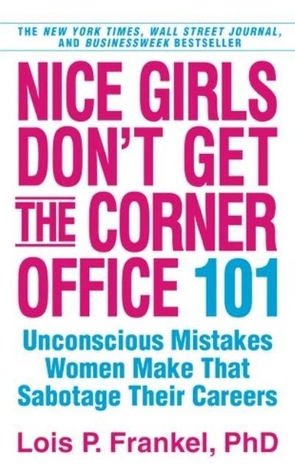 THE NEW YORK TIMES, WALL STREET JOURNAL,
AND BUSINESSWEEK BESTSELLER
NICE GIRLS
DON'T GET
THE CORNER
OFFICE 101
Unconscious Mistakes
Women Make That
Sabotage Their Careers
Lois P. Frankel, PhD